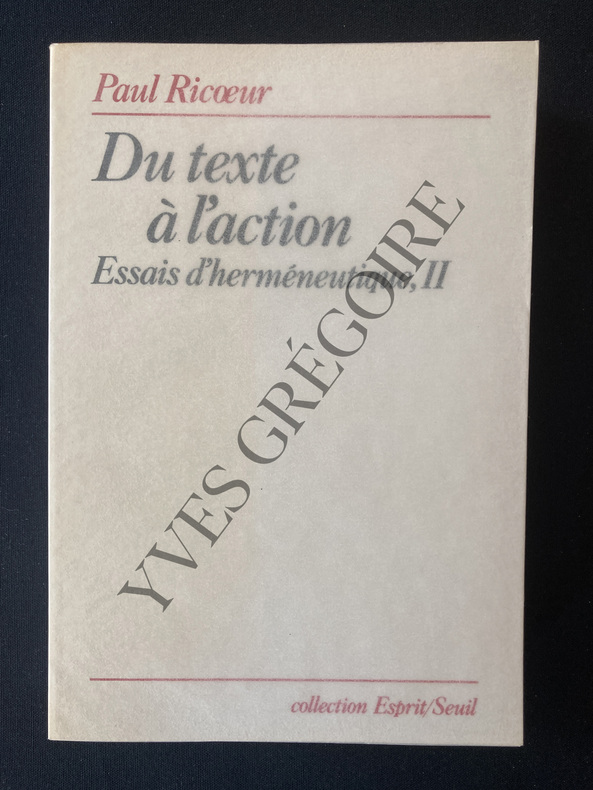 Paul Ricœur
Du texte
à l'action
Essais d'herméneutique, II
YVES GRÉGOIRE
collection Esprit/Seuil